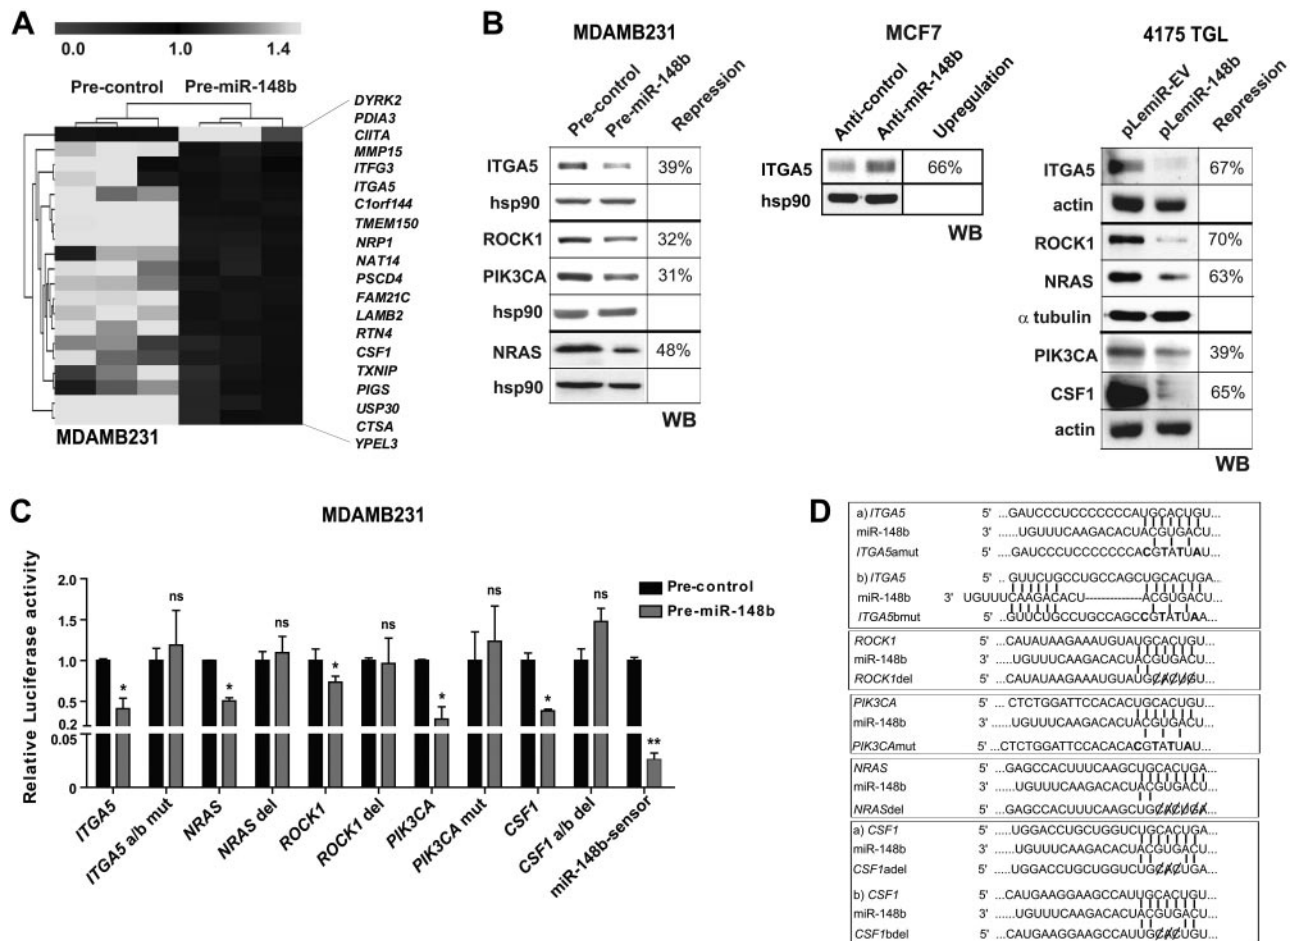 A
0.0 1.0 1.4
Pre-control Pre-miR-148b
DYRK2
PDIA3
CIITA
MMP15
ITFG3
ITGA5
C1orf144
TMEM150
NRP1
NAT14
PSCD4
FAM21C
LAMB2
RTN4
CSF1
TXNIP
PIGS
USP30
CTSA
YPEL3
MDAMB231
B
MDAMB231
Pre-control
Pre-miR-148b
Repression
ITGA5 39%
hsp90
ROCK1 32%
PIK3CA 31%
hsp90
NRAS 48%
hsp90
WB
MCF7
Anti-control
Anti-miR-148b
Upregulation
ITGA5 66%
hsp90
WB
4175 TGL
pLemiR-EV
pLemiR-148b
Repression
ITGA5 67%
actin
ROCK1 70%
NRAS 63%
α tubulin
PIK3CA 39%
CSF1 65%
actin
WB
C
MDAMB231
Relative Luciferase activity
2.0
1.5
1.0
0.5
0.2
0.05
0
Pre-control
Pre-miR-148b
* ns * ns * ns * ns * ns **
ITGA5
ITGA5 a/b mut
NRAS
NRAS del
ROCK1
ROCK1 del
PIK3CA
PIK3CA mut
CSF1
CSF1 a/b del
miR-148b-sensor
D
a) ITGA5 5' ...GAUCCCUCCCCCCCAUGCACUGU...
miR-148b 3' ......UGUUUCAAGACACUACGUGACU...
ITGA5amut 5' ....GAUCCCUCCCCCCCACGTATUAU...
b) ITGA5 5' .. GUUCUGCCUGCCAGCUGCACUGA...
miR-148b 3' UGUUUCAAGACACU--------------ACGUGACU...
ITGA5bmut 5' ...GUUCUGCCUGCCAGCCGTATUAA...
ROCK1 5' ...CAUAUAAGAAAUGUAUGCACUGU...
miR-148b 3' ....UGUUUCAAGACACUACGUGACU...
ROCK1del 5' ...CAUAUAAGAAAUGUAUGCACUGU...
PIK3CA 5' ... CUCUGGAUUCCACACUGCACUGU...
miR-148b 3' .....UGUUUCAAGACACUACGUGACU...
PIK3CAmut 5' ...CTCTGGATTCCACACACGTATUAU...
NRAS 5' ...GAGCCACUUUCAAGCUGCACUGA...
miR-148b 3' .....UGUUUCAAGACACUACGUGACU...
NRASdel 5' ...GAGCCACUUUCAAGCUGCACUGA...
a) CSF1 5' ....UGGACCUGCUGGUCUGCACUGA...
miR-148b 3' ....UGUUUCAAGACACUACGUGACU...
CSF1adel 5' ....UGGACCUGCUGGUCUGCACUGA...
b) CSF1 5' ...CAUGAAGGAAGCCAUUGCACUGU...
miR-148b 3' .....UGUUUCAAGACACUACGUGACU...
CSF1bdel 5' ...CAUGAAGGAAGCCAUUGCACUGU...